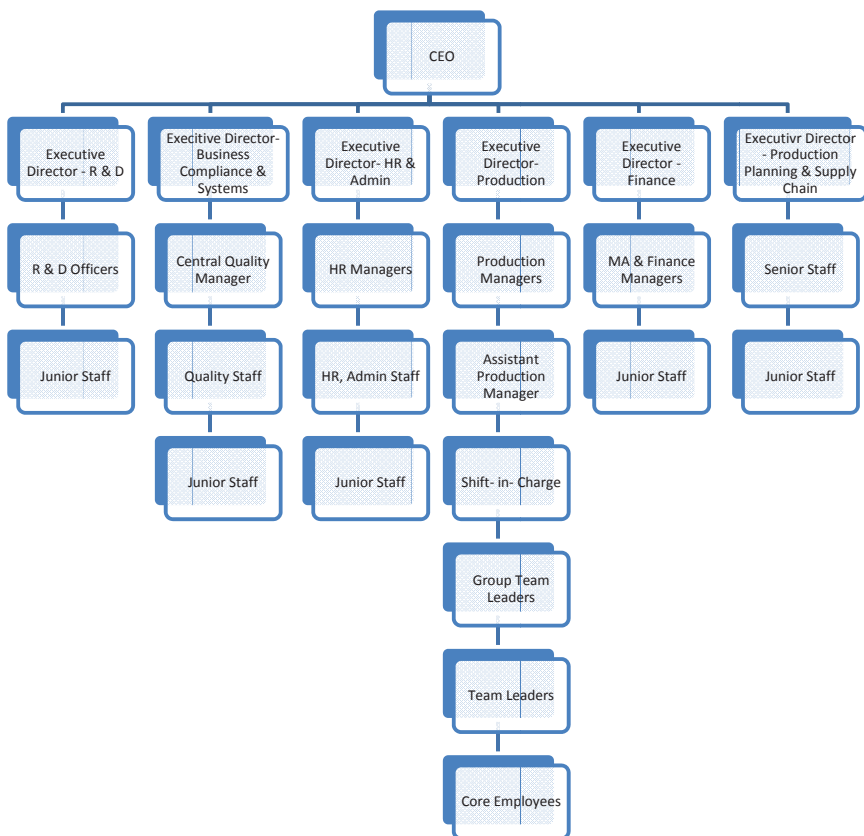 CEO
Executive
Director - R & D
Execitive Director-
Business
Compliance &
Systems
Executive
Director- HR &
Admin
Executive
Director-
Production
Executive
Director -
Finance
Executivr Director
- Production
Planning & Supply
Chain
R & D Officers
Central Quality
Manager
HR Managers
Production
Managers
MA & Finance
Managers
Senior Staff
Junior Staff
Quality Staff
HR, Admin Staff
Assistant
Production
Manager
Junior Staff
Junior Staff
Junior Staff
Junior Staff
Shift- in- Charge
Group Team
Leaders
Team Leaders
Core Employees